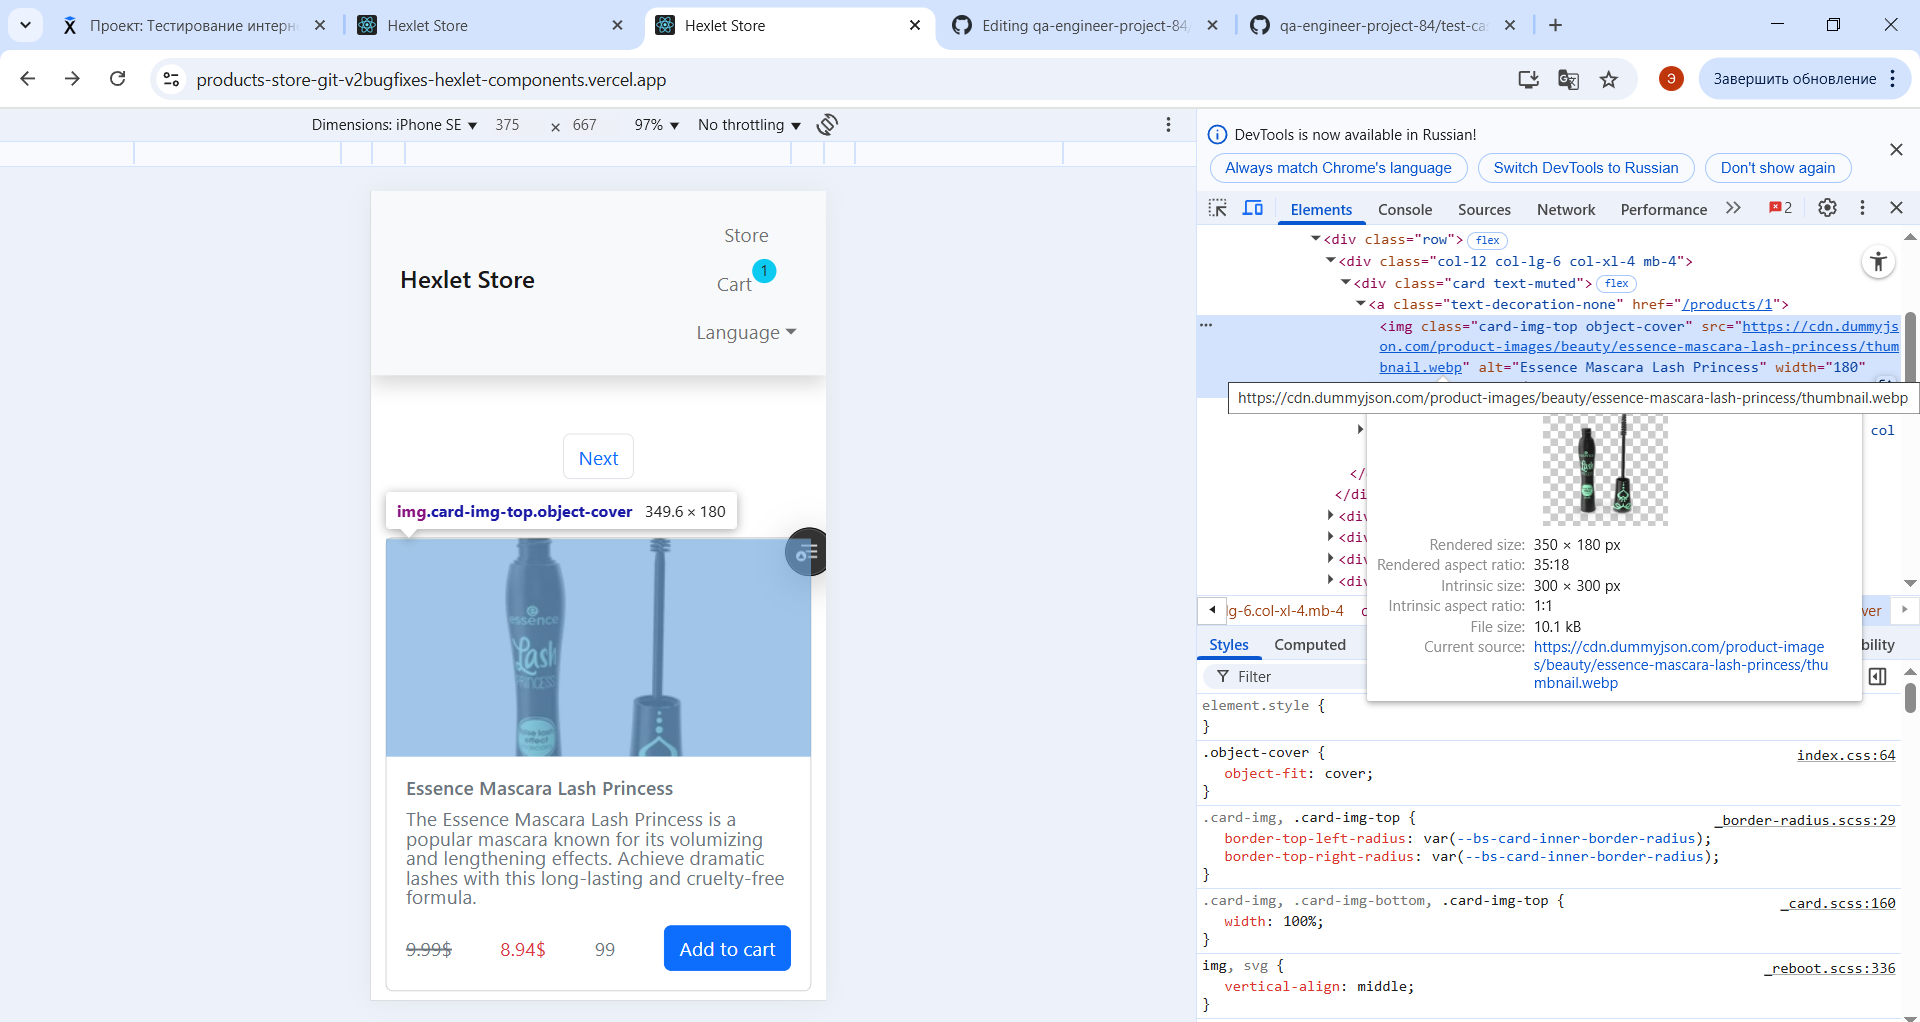 Проект: Тестирование интерн
Hexlet Store
Hexlet Store
Editing qa-engineer-project-84/
qa-engineer-project-84/test-cas
products-store-git-v2bugfixes-hexlet-components.vercel.app
Э
Завершить обновление
Dimensions: iPhone SE
375
×
667
97%
No throttling
Hexlet Store
Store
Cart
1
Language
Next
img.card-img-top.object-cover 349.6 × 180
essence
Lash
PRINCESS
Essence Mascara Lash Princess
The Essence Mascara Lash Princess is a
popular mascara known for its volumizing
and lengthening effects. Achieve dramatic
lashes with this long-lasting and cruelty-free
formula.
9.99$ 8.94$ 99 Add to cart
DevTools is now available in Russian!
Always match Chrome's language
Switch DevTools to Russian
Don't show again
Elements Console Sources Network Performance
2
<div class="row"> flex
<div class="col-12 col-lg-6 col-xl-4 mb-4">
<div class="card text-muted"> flex
<a class="text-decoration-none" href="/products/1">
<img class="card-img-top object-cover" src="https://cdn.dummyjs
on.com/product-images/beauty/essence-mascara-lash-princess/thum
bnail.webp" alt="Essence Mascara Lash Princess" width="180"
https://cdn.dummyjson.com/product-images/beauty/essence-mascara-lash-princess/thumbnail.webp
col
</
</di
<div
<div
<div
<div
Rendered size: 350 × 180 px
Rendered aspect ratio: 35:18
Intrinsic size: 300 × 300 px
Intrinsic aspect ratio: 1:1
File size: 10.1 kB
Current source: https://cdn.dummyjson.com/product-image
s/beauty/essence-mascara-lash-princess/thu
mbnail.webp
lg-6.col-xl-4.mb-4
ver
Styles Computed
bility
Filter
element.style {
}
.object-cover { index.css:64
object-fit: cover;
}
.card-img, .card-img-top { _border-radius.scss:29
border-top-left-radius: var(--bs-card-inner-border-radius);
border-top-right-radius: var(--bs-card-inner-border-radius);
}
.card-img, .card-img-bottom, .card-img-top { _card.scss:160
width: 100%;
}
img, svg { _reboot.scss:336
vertical-align: middle;
}